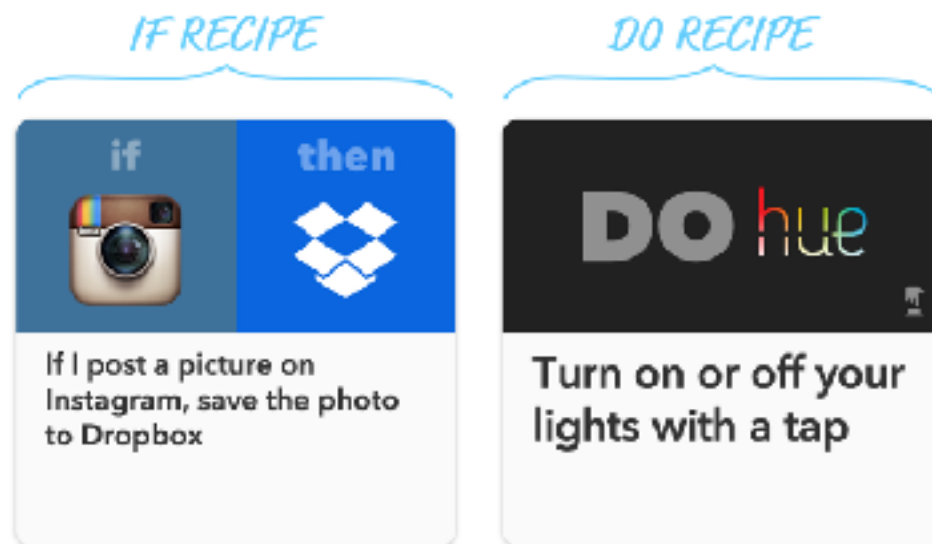 IF RECIPE
DO RECIPE
if then
If I post a picture on
Instagram, save the photo
to Dropbox
DO hue
Turn on or off your
lights with a tap